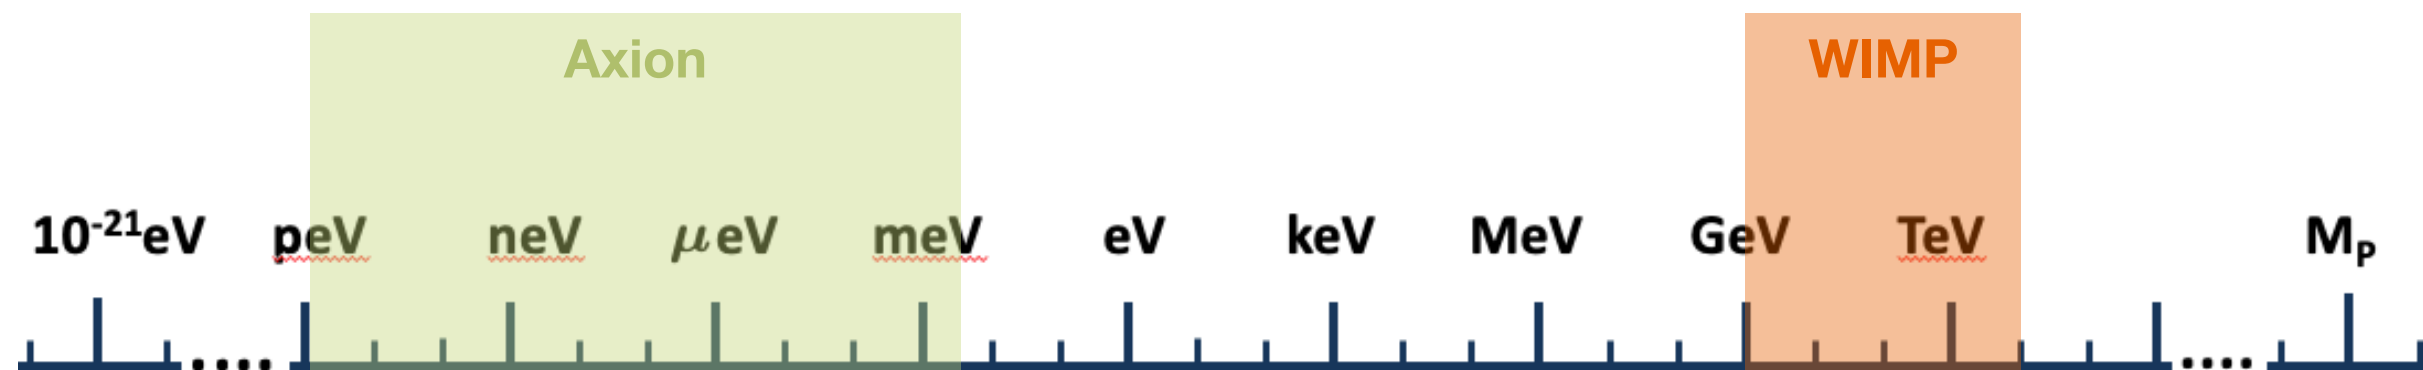 Axion WIMP
10⁻²¹eV peV neV μeV meV eV keV MeV GeV TeV Mₚ